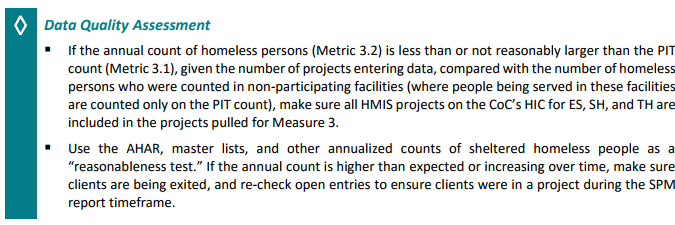 Data Quality Assessment
▪ If the annual count of homeless persons (Metric 3.2) is less than or not reasonably larger than the PIT
count (Metric 3.1), given the number of projects entering data, compared with the number of homeless
persons who were counted in non-participating facilities (where people being served in these facilities
are counted only on the PIT count), make sure all HMIS projects on the CoC's HIC for ES, SH, and TH are
included in the projects pulled for Measure 3.
▪ Use the AHAR, master lists, and other annualized counts of sheltered homeless people as a
"reasonableness test." If the annual count is higher than expected or increasing over time, make sure
clients are being exited, and re-check open entries to ensure clients were in a project during the SPM
report timeframe.